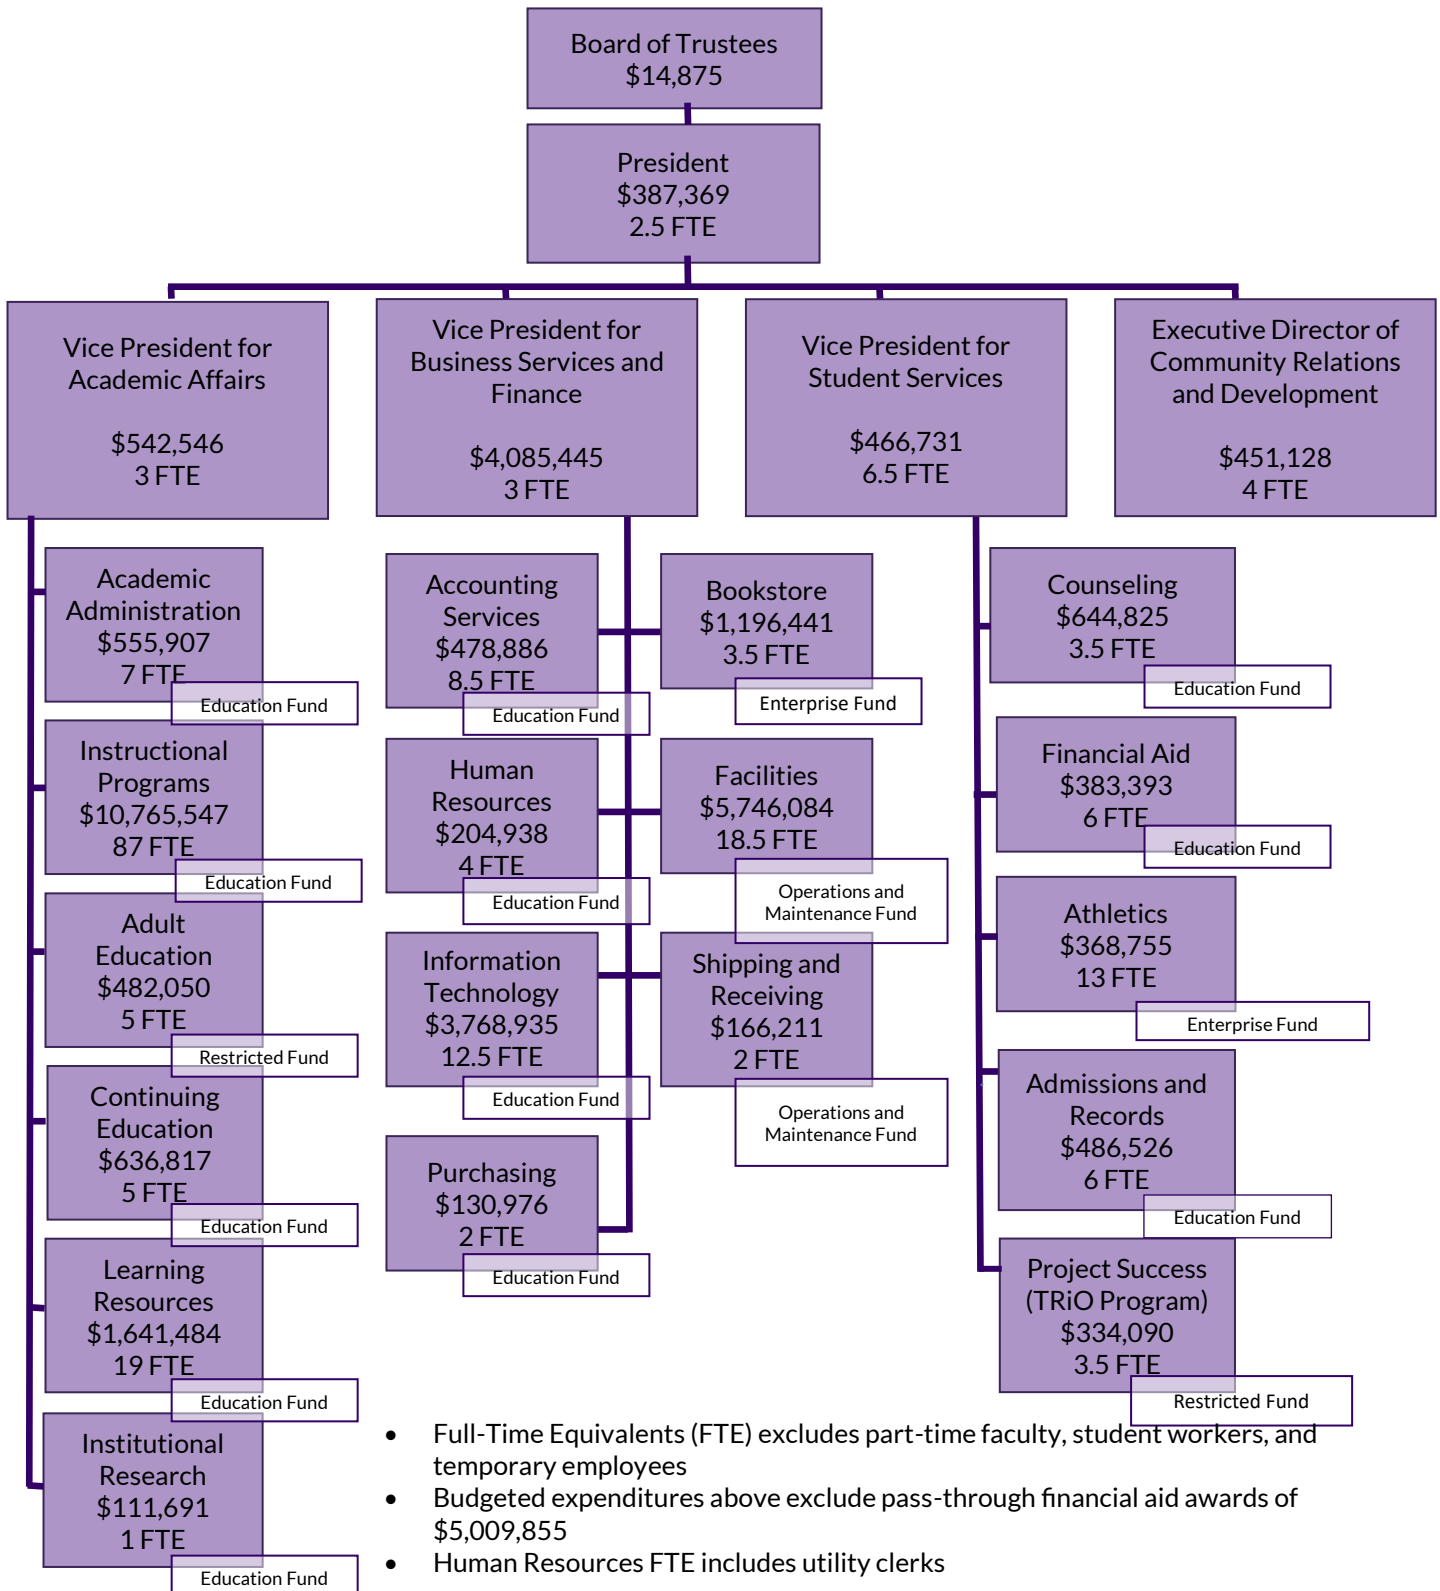 Board of Trustees
$14,875
President
$387,369
2.5 FTE
Vice President for
Academic Affairs
$542,546
3 FTE
Vice President for
Business Services and
Finance
$4,085,445
3 FTE
Vice President for
Student Services
$466,731
6.5 FTE
Executive Director of
Community Relations
and Development
$451,128
4 FTE
Academic
Administration
$555,907
7 FTE
Education Fund
Instructional
Programs
$10,765,547
87 FTE
Education Fund
Adult
Education
$482,050
5 FTE
Restricted Fund
Continuing
Education
$636,817
5 FTE
Education Fund
Learning
Resources
$1,641,484
19 FTE
Education Fund
Institutional
Research
$111,691
1 FTE
Education Fund
Accounting
Services
$478,886
8.5 FTE
Education Fund
Human
Resources
$204,938
4 FTE
Education Fund
Information
Technology
$3,768,935
12.5 FTE
Education Fund
Purchasing
$130,976
2 FTE
Education Fund
Bookstore
$1,196,441
3.5 FTE
Enterprise Fund
Facilities
$5,746,084
18.5 FTE
Operations and
Maintenance Fund
Shipping and
Receiving
$166,211
2 FTE
Operations and
Maintenance Fund
Counseling
$644,825
3.5 FTE
Education Fund
Financial Aid
$383,393
6 FTE
Education Fund
Athletics
$368,755
13 FTE
Enterprise Fund
Admissions and
Records
$486,526
6 FTE
Education Fund
Project Success
(TRiO Program)
$334,090
3.5 FTE
Restricted Fund
• Full-Time Equivalents (FTE) excludes part-time faculty, student workers, and
temporary employees
• Budgeted expenditures above exclude pass-through financial aid awards of
$5,009,855
• Human Resources FTE includes utility clerks